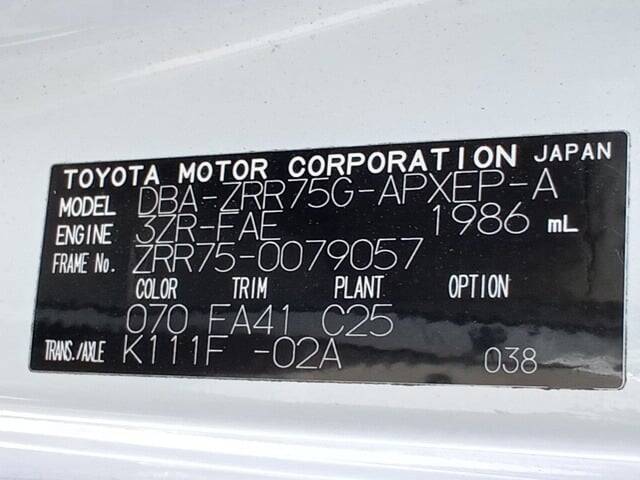 TOYOTA MOTOR CORPORATION JAPAN
MODEL DBA-ZRR75G-APXEP-A
ENGINE 3ZR-FAE 1986 mL
FRAME No. ZRR75-0079057
COLOR TRIM PLANT OPTION
070 FA41 C25
TRANS./AXLE K111F -02A 038